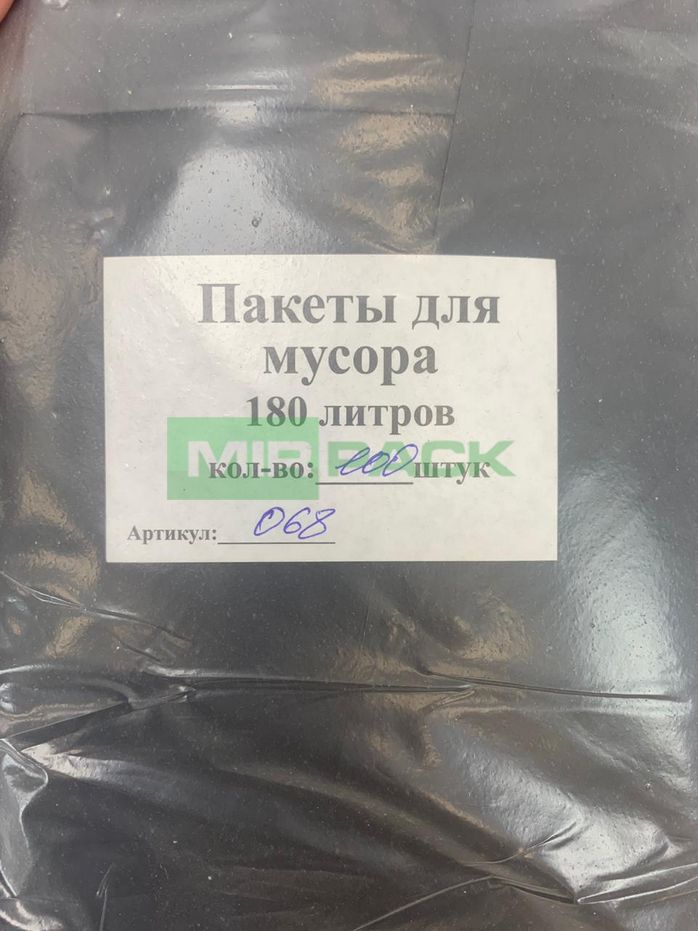 Пакеты для
мусора
180 литров
MIRPACK
кол-во: 100 штук
Артикул: 068